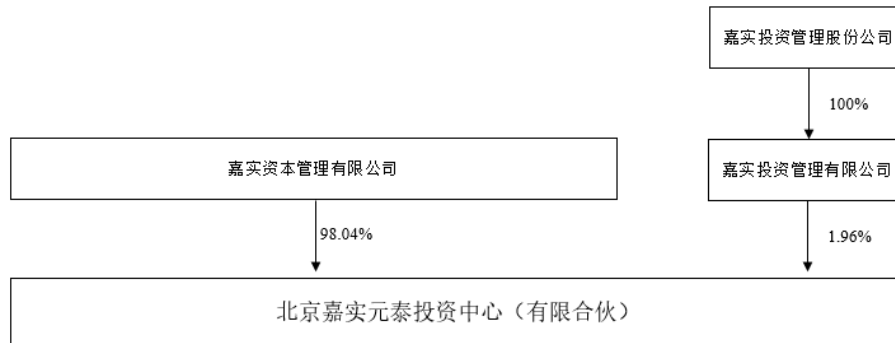 嘉实投资管理股份公司
100%
嘉实资本管理有限公司
嘉实投资管理有限公司
98.04%
1.96%
北京嘉实元泰投资中心（有限合伙）